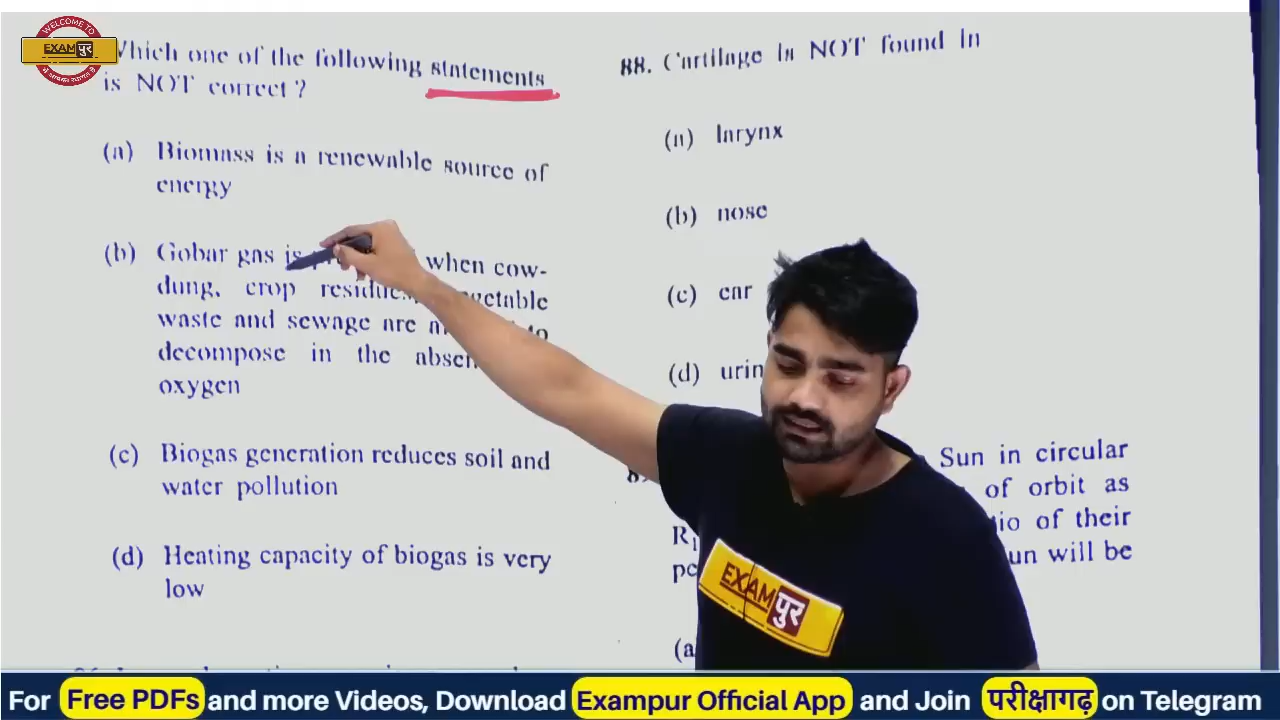 WELCOME TO
EXAMपुर
Which one of the following statements
is NOT correct ?
(a) Biomass is a renewable source of
energy
(b) Gobar gas is when cow-
dung, crop residues,
waste and sewage are to
decompose in the
oxygen
(c) Biogas generation reduces soil and
water pollution
(d) Heating capacity of biogas is very
low
88. Cartilage is NOT found in
(a) larynx
(b) nose
(c) ear
(d)
Sun in circular
of orbit as
of their
will be
(a
EXAMपुर
For Free PDFs and more Videos, Download Exampur Official App and Join परीक्षागढ़ on Telegram